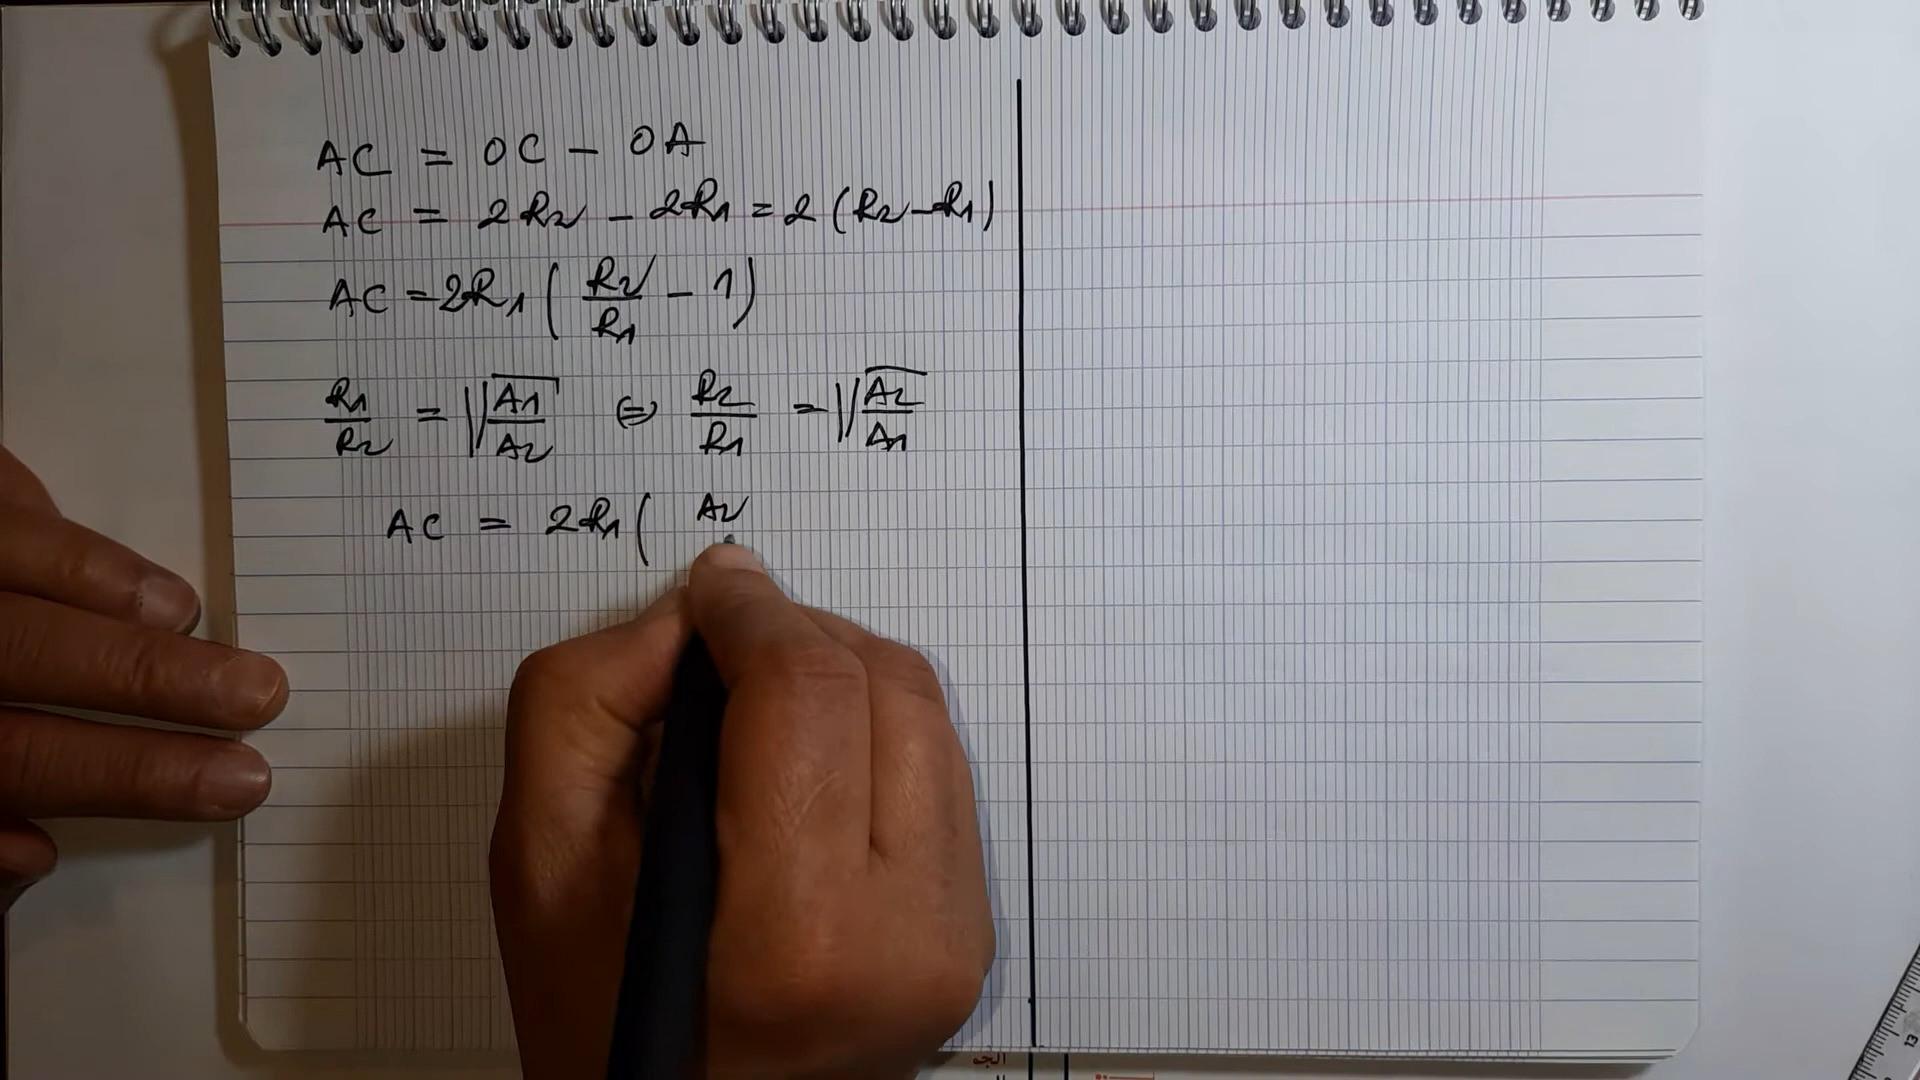 AC = OC - OA
AC = 2R2 - 2R1 = 2 (R2 - R1)
AC = 2R1 ( R2/R1 - 1 )
R1/R2 = √(A1/A2) ⇔ R2/R1 = √(A2/A1)
AC = 2R1 ( A2
13